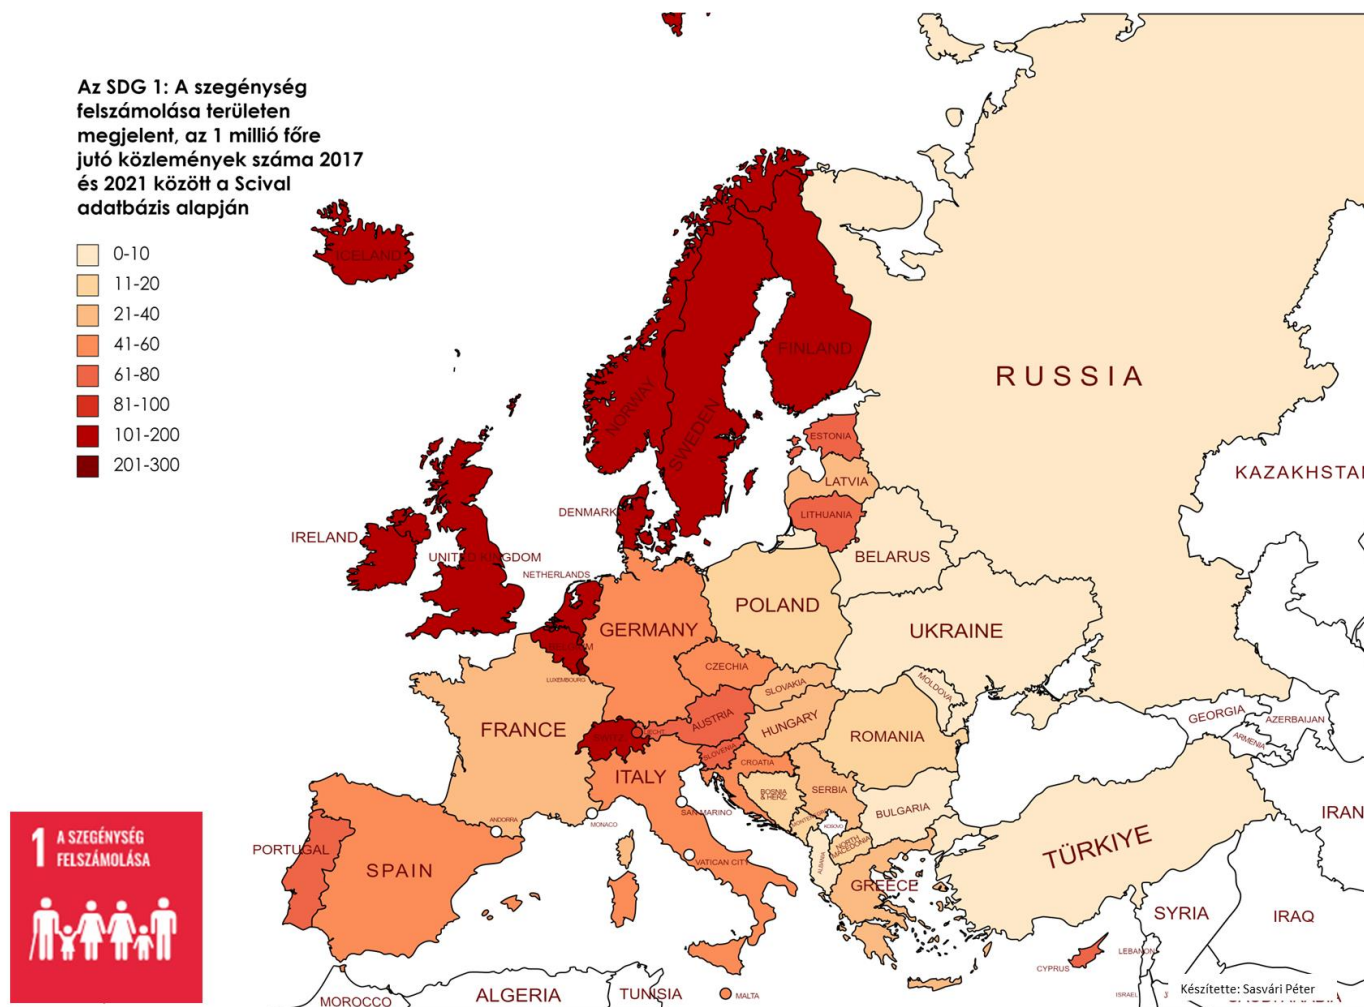 Az SDG 1: A szegénység
felszámolása területen
megjelent, az 1 millió főre
jutó közlemények száma 2017
és 2021 között a Scival
adatbázis alapján
0-10
11-20
21-40
41-60
61-80
81-100
101-200
201-300
ICELAND
FINLAND
NORWAY
SWEDEN
RUSSIA
ESTONIA
KAZAKHSTAN
LATVIA
LITHUANIA
DENMARK
IRELAND
UNITED KINGDOM
BELARUS
NETHERLANDS
POLAND
GERMANY
UKRAINE
BELGIUM
LUXEMBOURG
CZECHIA
SLOVAKIA
MOLDOVA
FRANCE
AUSTRIA
HUNGARY
LIECHT.
ROMANIA
GEORGIA
AZERBAIJAN
ARMENIA
SLOVENIA
CROATIA
ITALY
BOSNIA
& HERZ.
SERBIA
SAN MARINO
MONTENEGRO
BULGARIA
ANDORRA
MONACO
KOSOVO
IRAN
NORTH
MACEDONIA
PORTUGAL
SPAIN
VATICAN CITY
ALBANIA
TÜRKIYE
GREECE
SYRIA
IRAQ
LEBANON
CYPRUS
MALTA
MOROCCO
ALGERIA
TUNISIA
ISRAEL
1 A SZEGÉNYSÉG
FELSZÁMOLÁSA
Készítette: Sasvári Péter